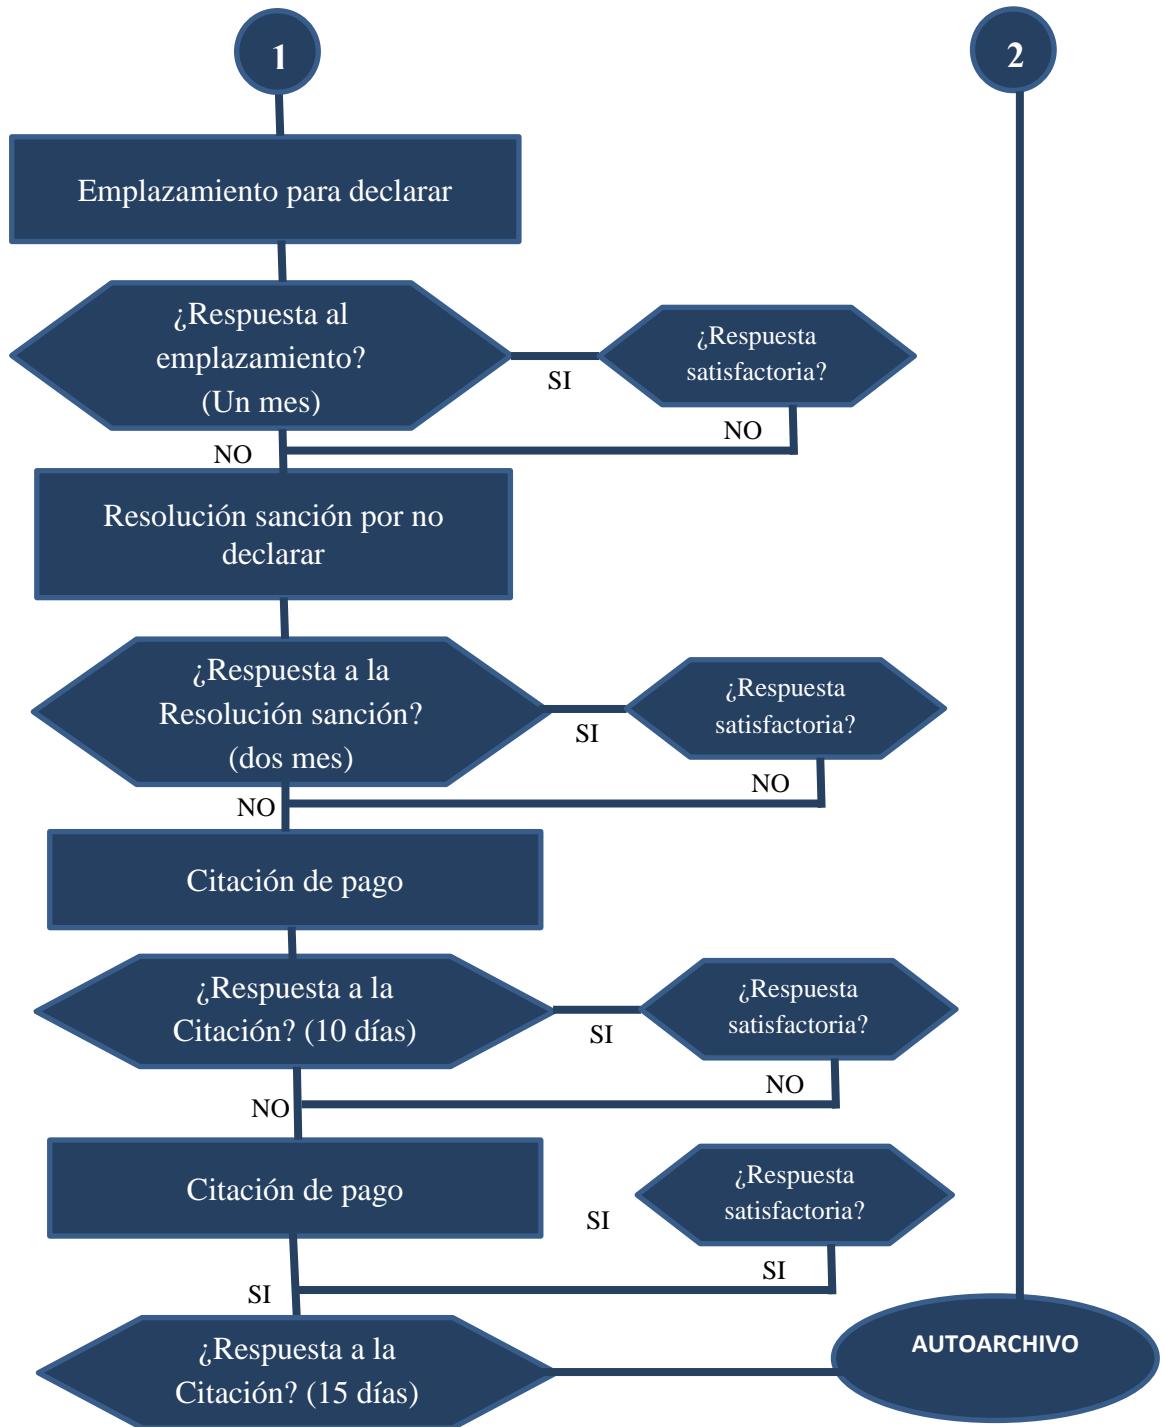 1
2
Emplazamiento para declarar
¿Respuesta al
emplazamiento?
(Un mes)
SI
¿Respuesta
satisfactoria?
NO
NO
Resolución sanción por no
declarar
¿Respuesta a la
Resolución sanción?
(dos mes)
SI
¿Respuesta
satisfactoria?
NO
NO
Citación de pago
¿Respuesta a la
Citación? (10 días)
SI
¿Respuesta
satisfactoria?
NO
NO
Citación de pago
SI
¿Respuesta
satisfactoria?
SI
SI
¿Respuesta a la
Citación? (15 días)
AUTOARCHIVO